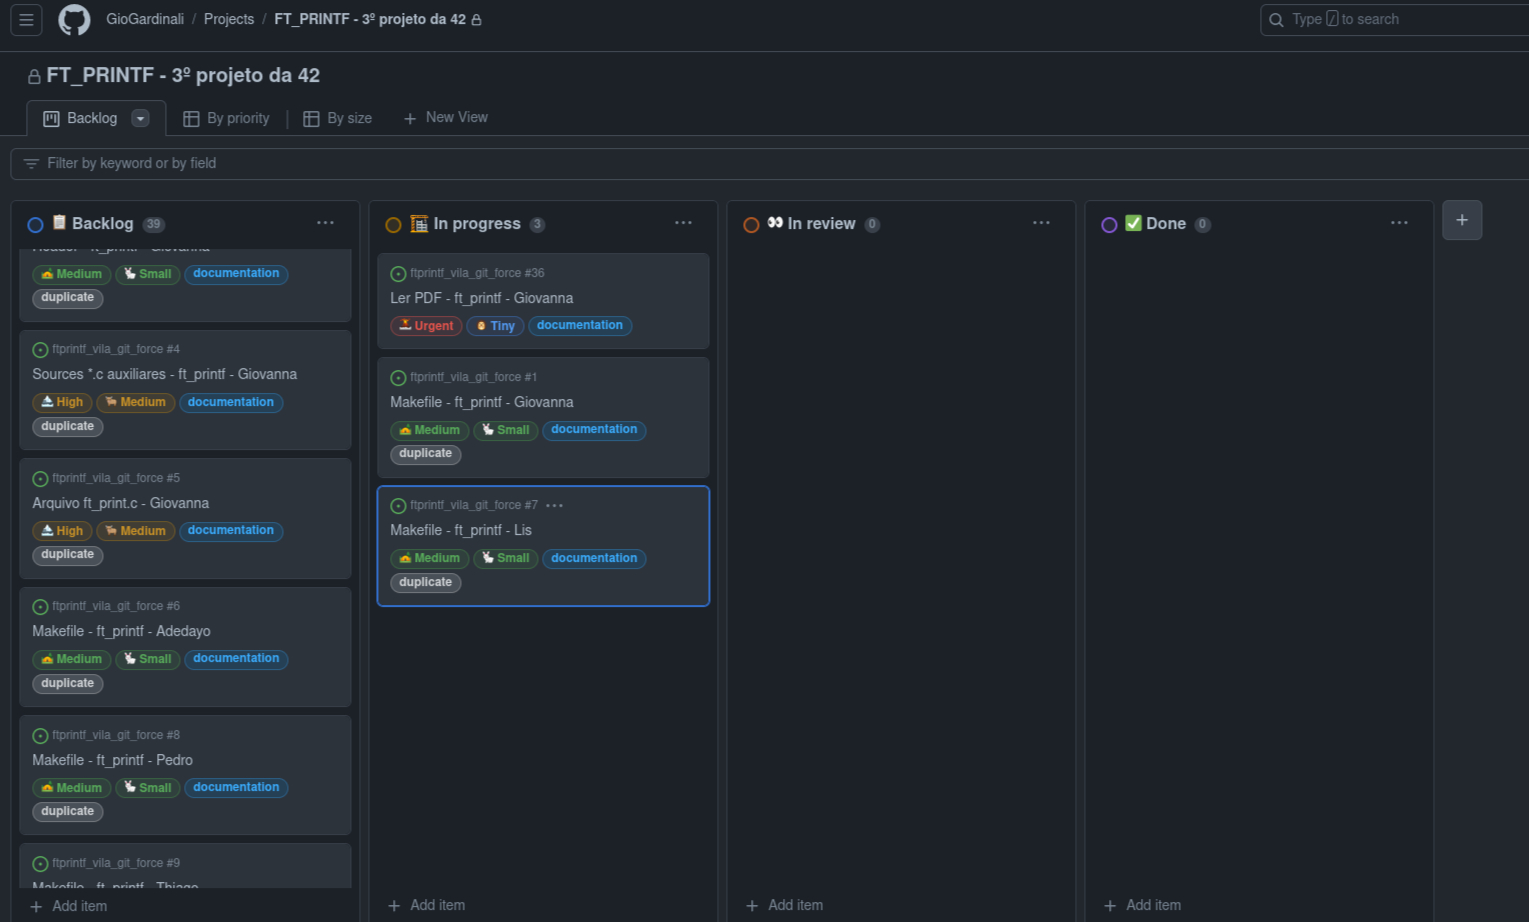 GioGardinali / Projects / FT_PRINTF - 3º projeto da 42
Type / to search
FT_PRINTF - 3º projeto da 42
Backlog
By priority
By size
+ New View
Filter by keyword or by field
Backlog 39
Header - ft_printf - Giovanna
Medium Small documentation
duplicate
ftprintf_vila_git_force #4
Sources *.c auxiliares - ft_printf - Giovanna
High Medium documentation
duplicate
ftprintf_vila_git_force #5
Arquivo ft_print.c - Giovanna
High Medium documentation
duplicate
ftprintf_vila_git_force #6
Makefile - ft_printf - Adedayo
Medium Small documentation
duplicate
ftprintf_vila_git_force #8
Makefile - ft_printf - Pedro
Medium Small documentation
duplicate
ftprintf_vila_git_force #9
Makefile - ft_printf - Thiago
+ Add item
In progress 3
ftprintf_vila_git_force #36
Ler PDF - ft_printf - Giovanna
Urgent Tiny documentation
ftprintf_vila_git_force #1
Makefile - ft_printf - Giovanna
Medium Small documentation
duplicate
ftprintf_vila_git_force #7 ...
Makefile - ft_printf - Lis
Medium Small documentation
duplicate
+ Add item
In review 0
+ Add item
Done 0
+ Add item